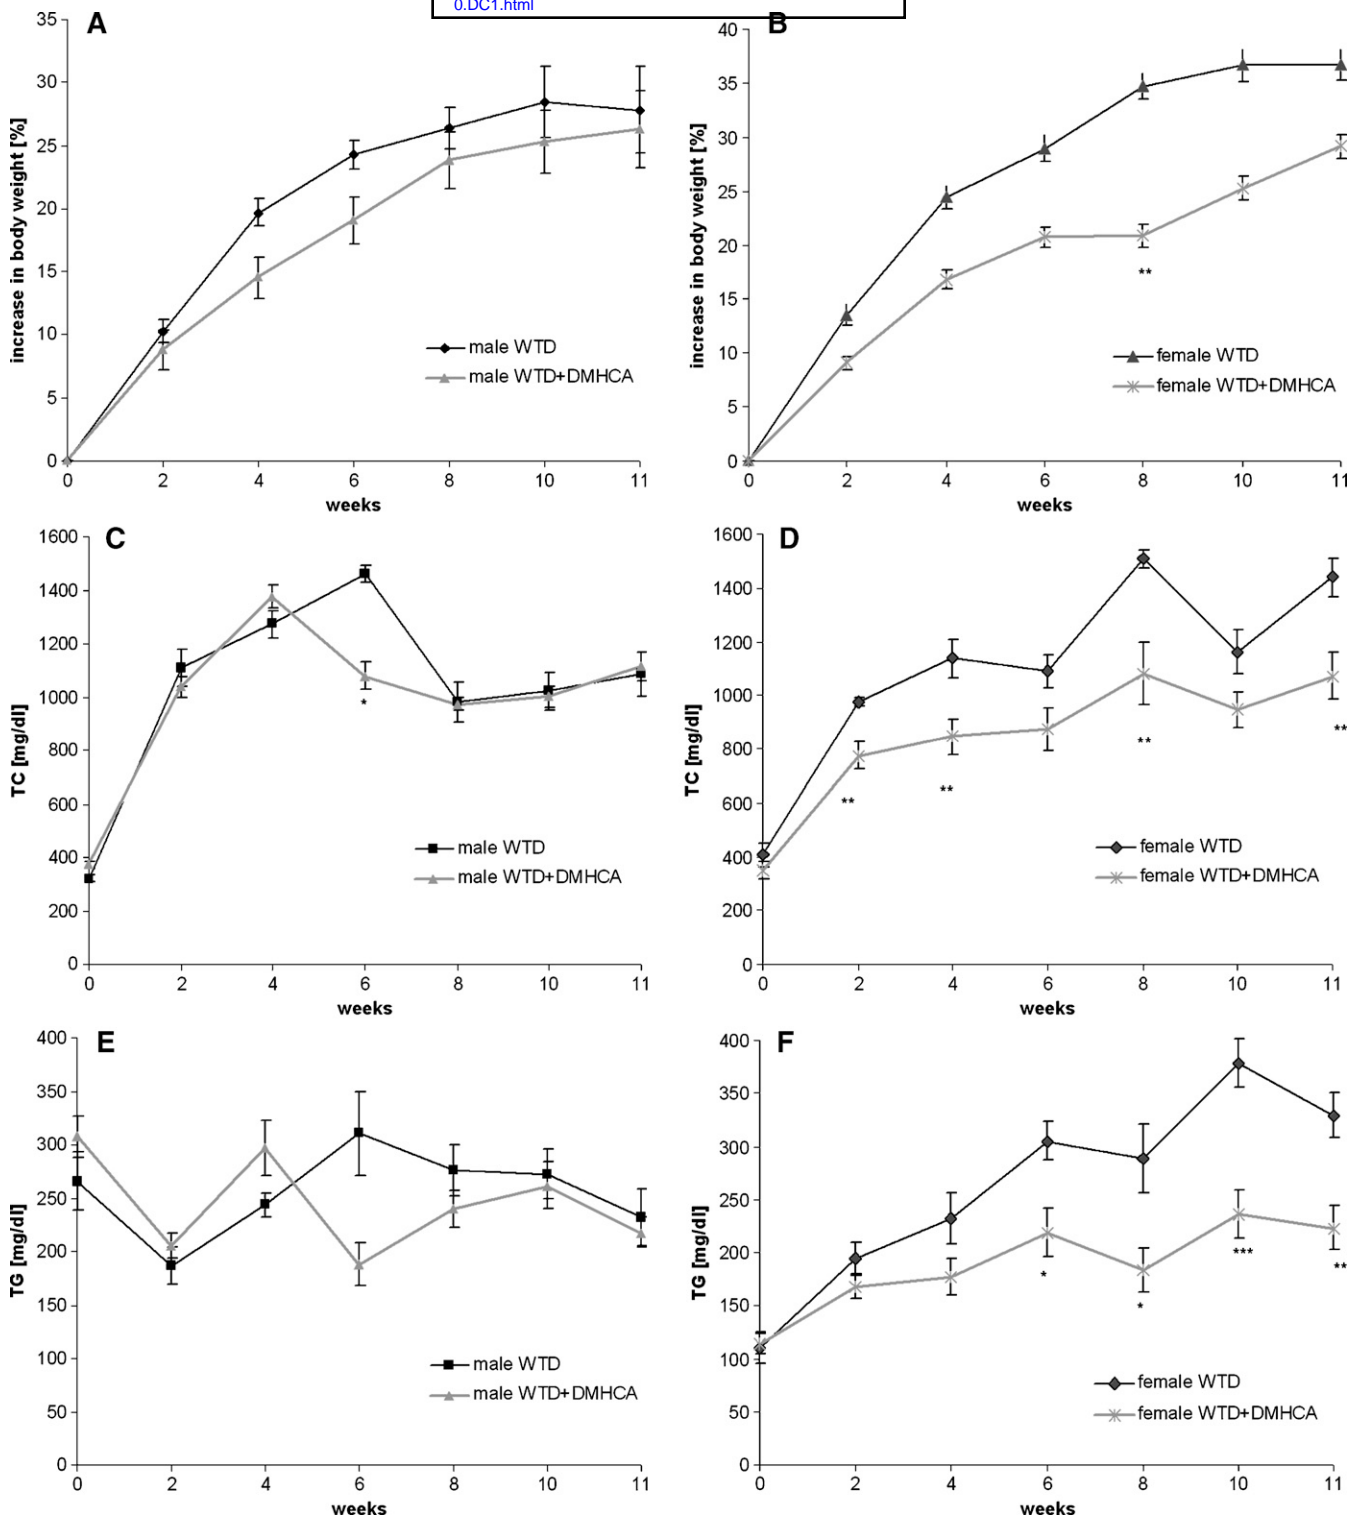 0.DC1.html
A
35
30
25
20
15
10
5
0
increase in body weight [%]
male WTD
male WTD+DMHCA
0 2 4 6 8 10 11
weeks
B
40
35
30
25
20
15
10
5
0
increase in body weight [%]
**
female WTD
female WTD+DMHCA
0 2 4 6 8 10 11
weeks
C
1600
1400
1200
1000
800
600
400
200
0
TC [mg/dl]
*
male WTD
male WTD+DMHCA
0 2 4 6 8 10 11
weeks
D
1600
1400
1200
1000
800
600
400
200
0
TC [mg/dl]
** ** ** **
female WTD
female WTD+DMHCA
0 2 4 6 8 10 11
weeks
E
400
350
300
250
200
150
100
50
0
TG [mg/dl]
male WTD
male WTD+DMHCA
0 2 4 6 8 10 11
weeks
F
400
350
300
250
200
150
100
50
0
TG [mg/dl]
* * *** **
female WTD
female WTD+DMHCA
0 2 4 6 8 10 11
weeks